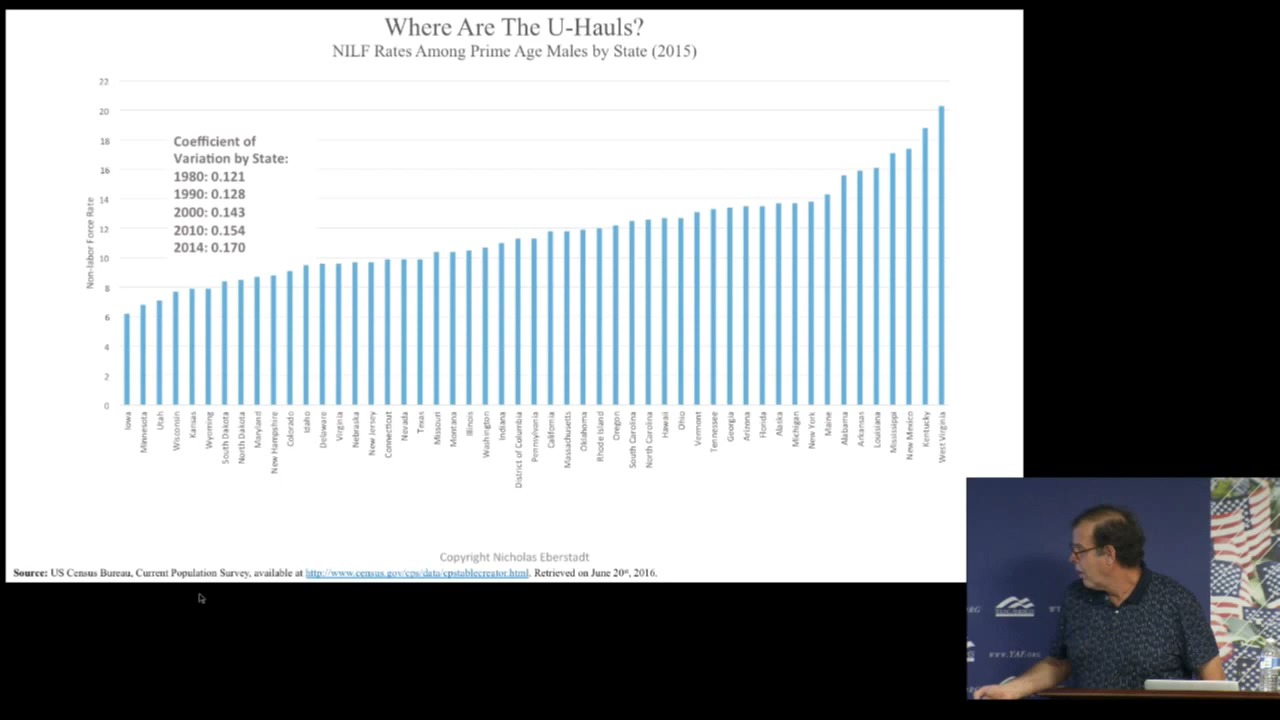 Where Are The U-Hauls?
NILF Rates Among Prime Age Males by State (2015)
22
20
18
16
14
12
10
8
6
4
2
0
Non-labor Force Rate
Coefficient of
Variation by State:
1980: 0.121
1990: 0.128
2000: 0.143
2010: 0.154
2014: 0.170
Iowa
Minnesota
Utah
Wisconsin
Kansas
Wyoming
South Dakota
North Dakota
Maryland
New Hampshire
Colorado
Idaho
Delaware
Virginia
Nebraska
New Jersey
Connecticut
Nevada
Texas
Missouri
Montana
Illinois
Washington
Indiana
District of Columbia
Pennsylvania
California
Massachusetts
Oklahoma
Rhode Island
Oregon
South Carolina
North Carolina
Hawaii
Ohio
Vermont
Tennessee
Georgia
Arizona
Florida
Alaska
Michigan
New York
Maine
Alabama
Arkansas
Louisiana
Mississippi
New Mexico
Kentucky
West Virginia
Copyright Nicholas Eberstadt
Source: US Census Bureau, Current Population Survey, available at http://www.census.gov/cps/data/cpstablecreator.html. Retrieved on June 20st, 2016.
WWW.YAF.ORG